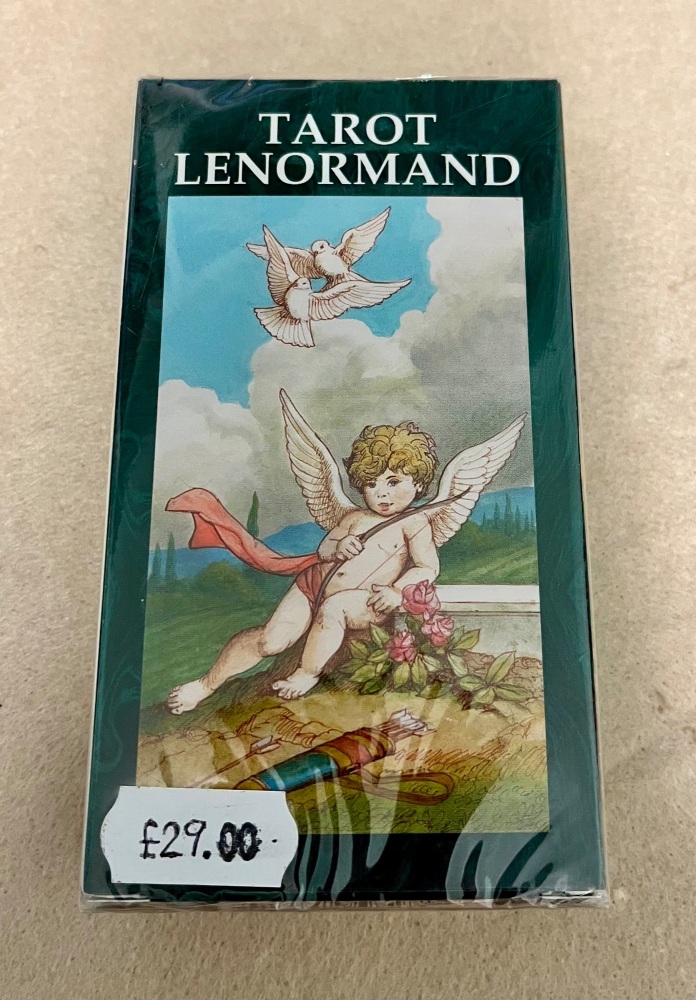 TAROT
LENORMAND
£29.00